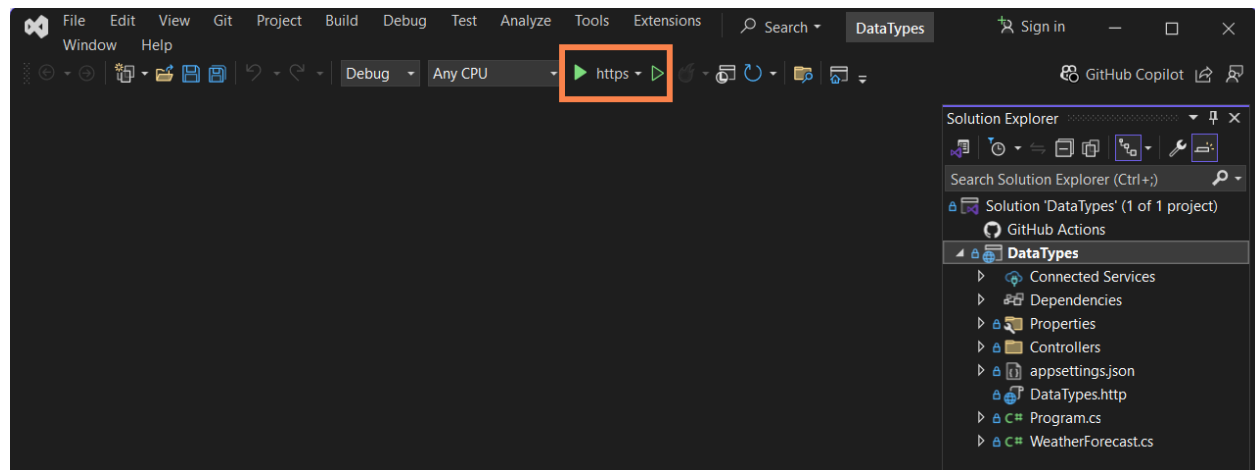 File Edit View Git Project Build Debug Test Analyze Tools Extensions Search DataTypes Sign in
Window Help
Debug Any CPU https GitHub Copilot
Solution Explorer
Search Solution Explorer (Ctrl+;)
Solution 'DataTypes' (1 of 1 project)
GitHub Actions
DataTypes
Connected Services
Dependencies
Properties
Controllers
appsettings.json
DataTypes.http
C# Program.cs
C# WeatherForecast.cs